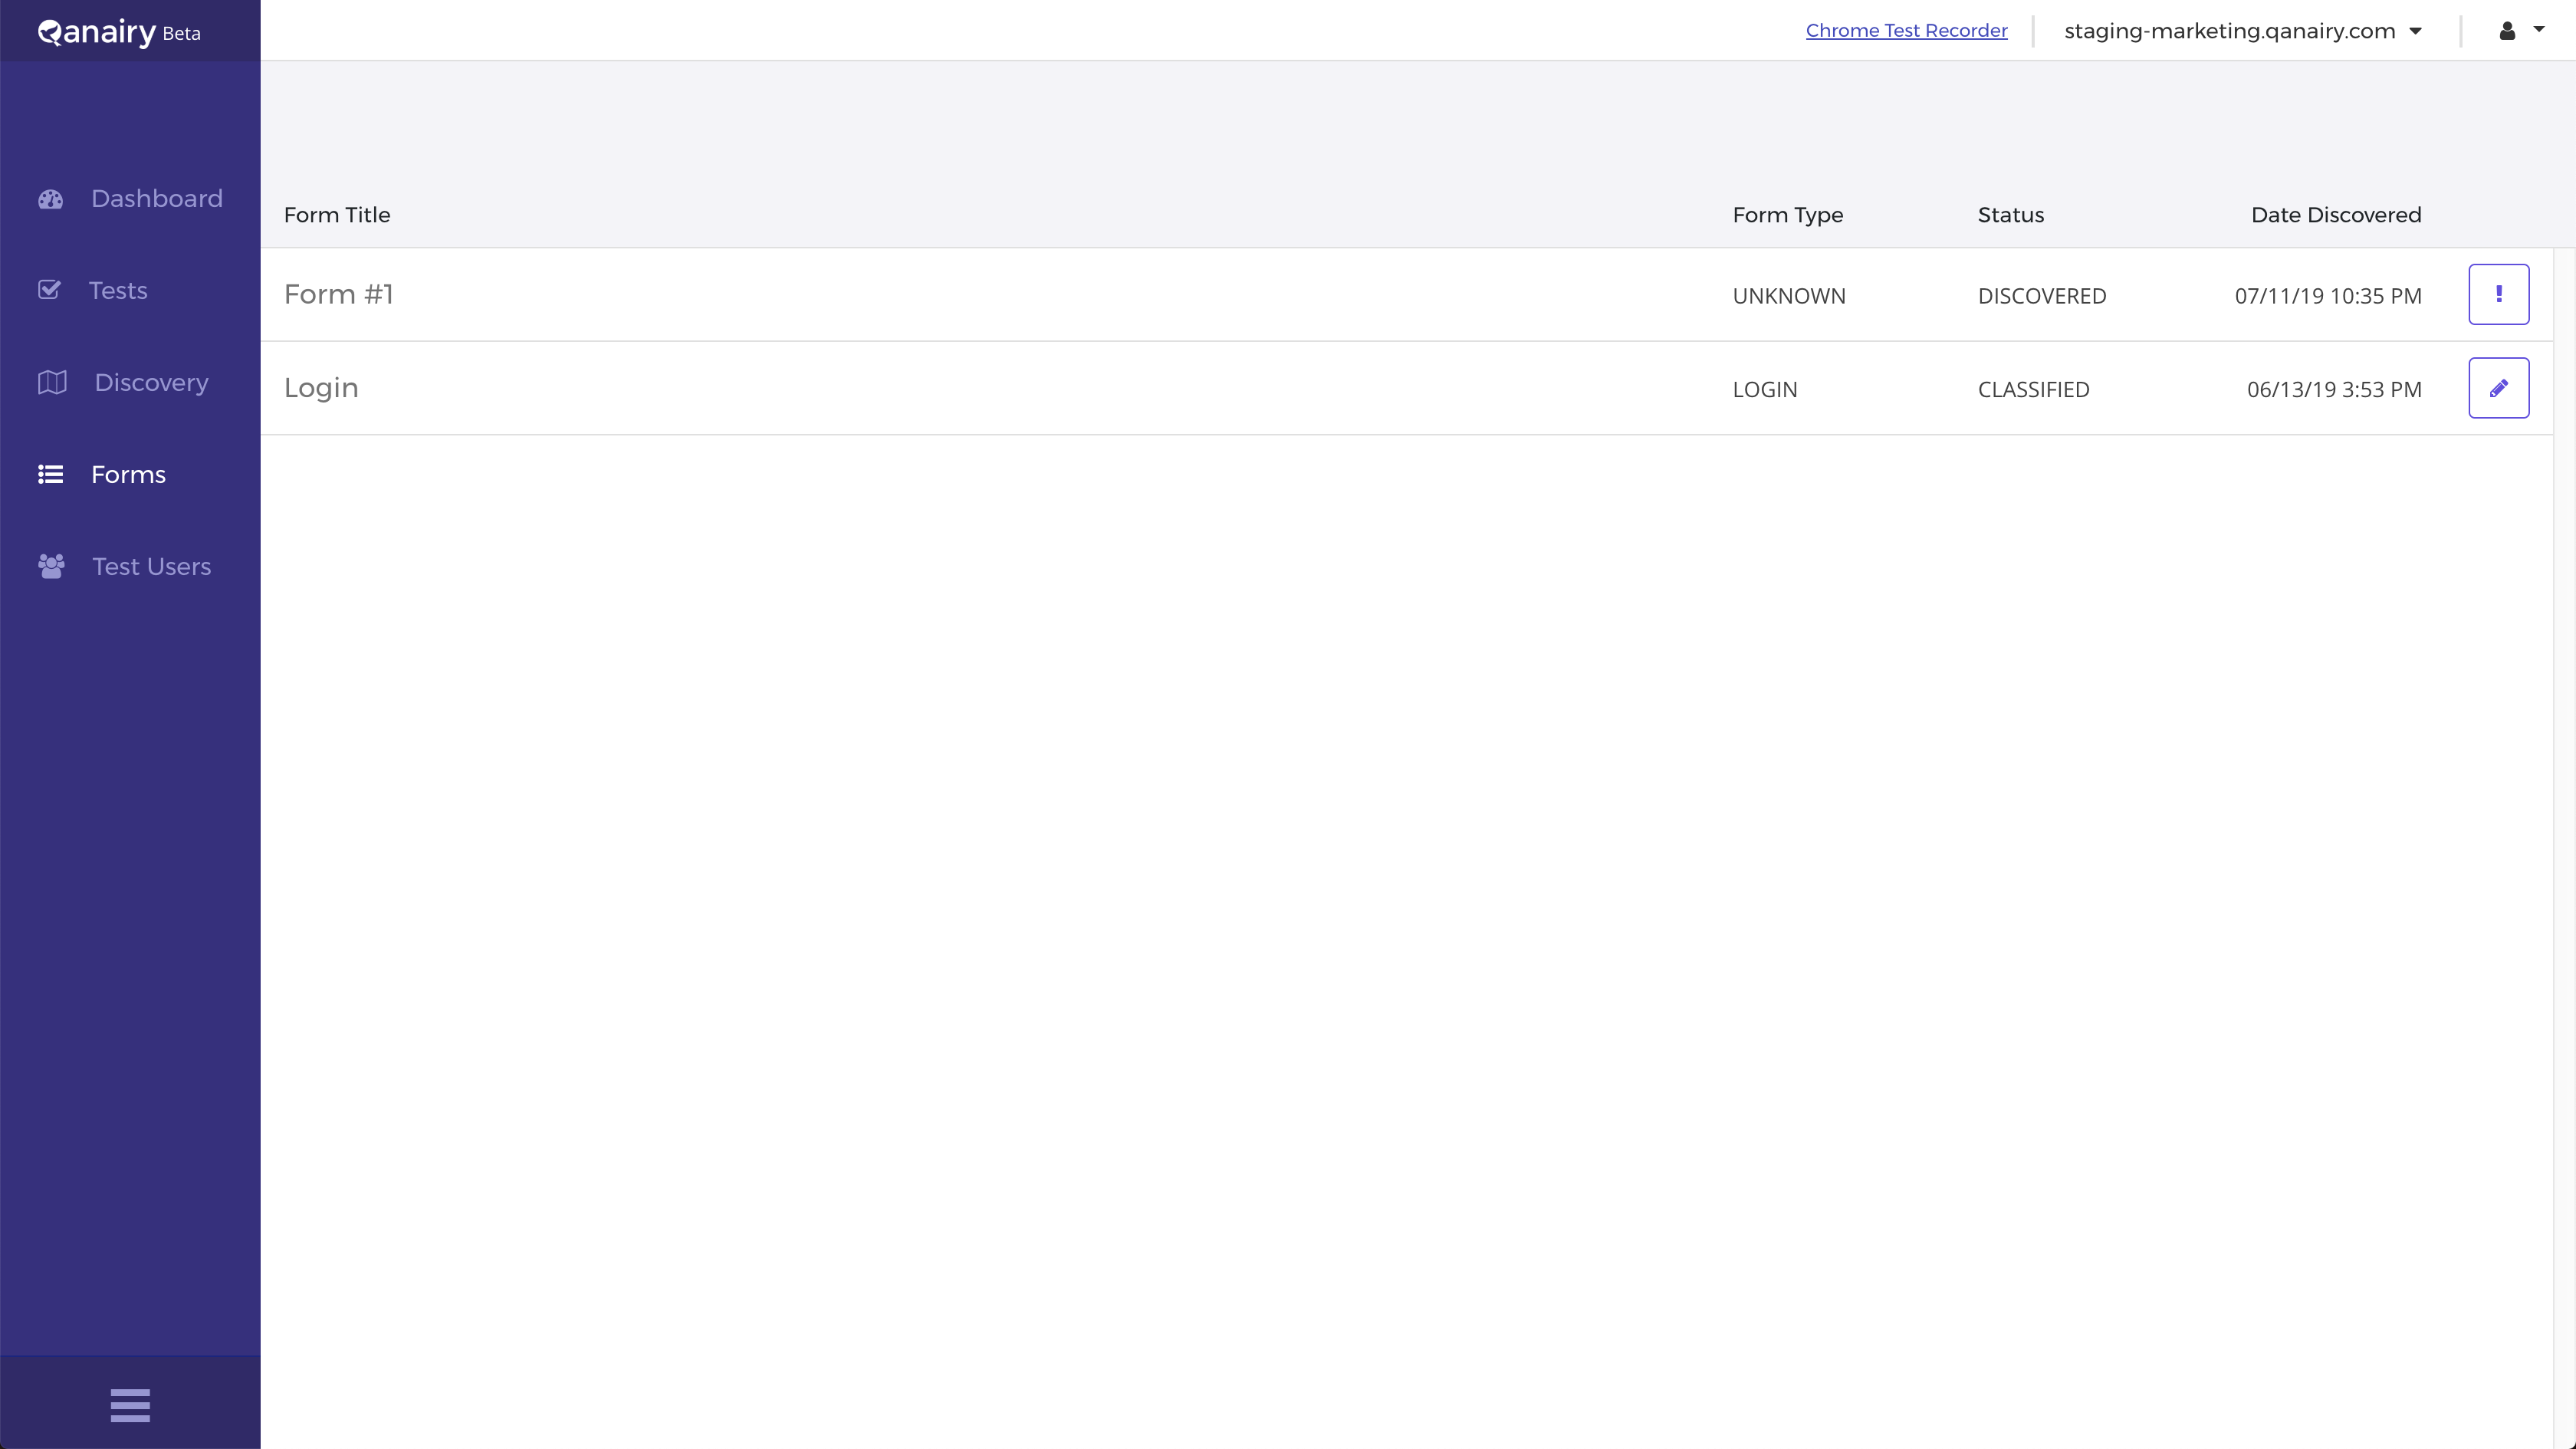 Qanairy Beta
Chrome Test Recorder
staging-marketing.qanairy.com
Dashboard
Tests
Discovery
Forms
Test Users
Form Title Form Type Status Date Discovered
Form #1 UNKNOWN DISCOVERED 07/11/19 10:35 PM
Login LOGIN CLASSIFIED 06/13/19 3:53 PM